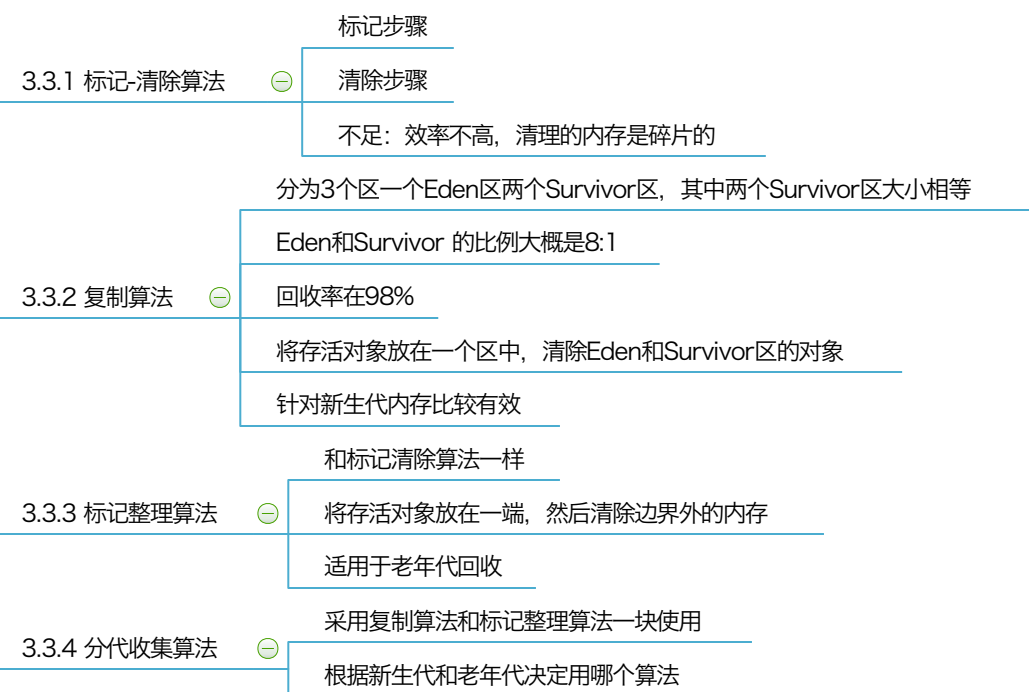 标记步骤
3.3.1 标记-清除算法
清除步骤
不足：效率不高，清理的内存是碎片的
分为3个区一个Eden区两个Survivor区，其中两个Survivor区大小相等
Eden和Survivor 的比例大概是8:1
3.3.2 复制算法
回收率在98%
将存活对象放在一个区中，清除Eden和Survivor区的对象
针对新生代内存比较有效
和标记清除算法一样
3.3.3 标记整理算法
将存活对象放在一端，然后清除边界外的内存
适用于老年代回收
采用复制算法和标记整理算法一块使用
3.3.4 分代收集算法
根据新生代和老年代决定用哪个算法